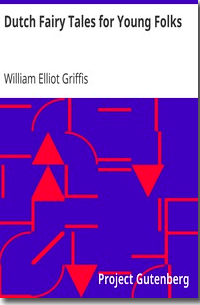 Dutch Fairy Tales for Young Folks
William Elliot Griffis
Project Gutenberg